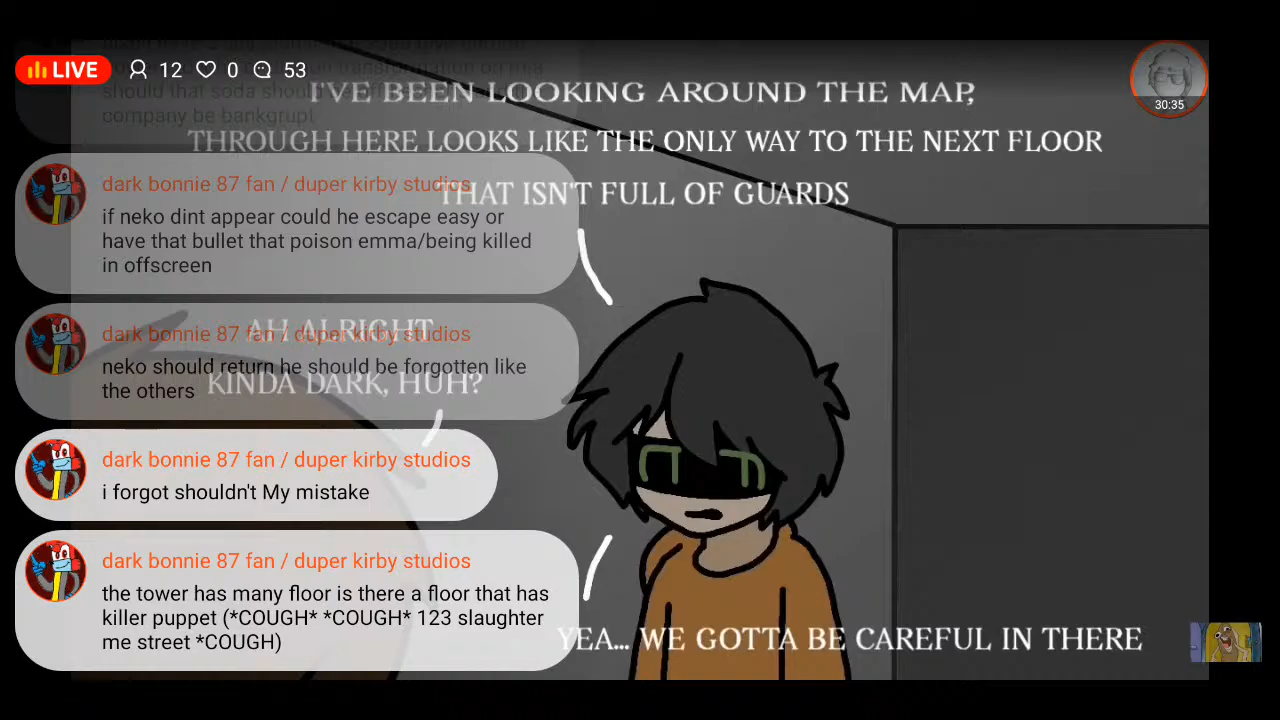 LIVE 12 0 53
30:35
should that soda should
company be bankgrupt
I'VE BEEN LOOKING AROUND THE MAP,
THROUGH HERE LOOKS LIKE THE ONLY WAY TO THE NEXT FLOOR
THAT ISN'T FULL OF GUARDS
dark bonnie 87 fan / duper kirby studios
if neko dint appear could he escape easy or
have that bullet that poison emma/being killed
in offscreen
AH ALRIGHT
KINDA DARK, HUH?
dark bonnie 87 fan / duper kirby studios
neko should return he should be forgotten like
the others
dark bonnie 87 fan / duper kirby studios
i forgot shouldn't My mistake
dark bonnie 87 fan / duper kirby studios
the tower has many floor is there a floor that has
killer puppet (*COUGH* *COUGH* 123 slaughter
me street *COUGH)
YEA... WE GOTTA BE CAREFUL IN THERE